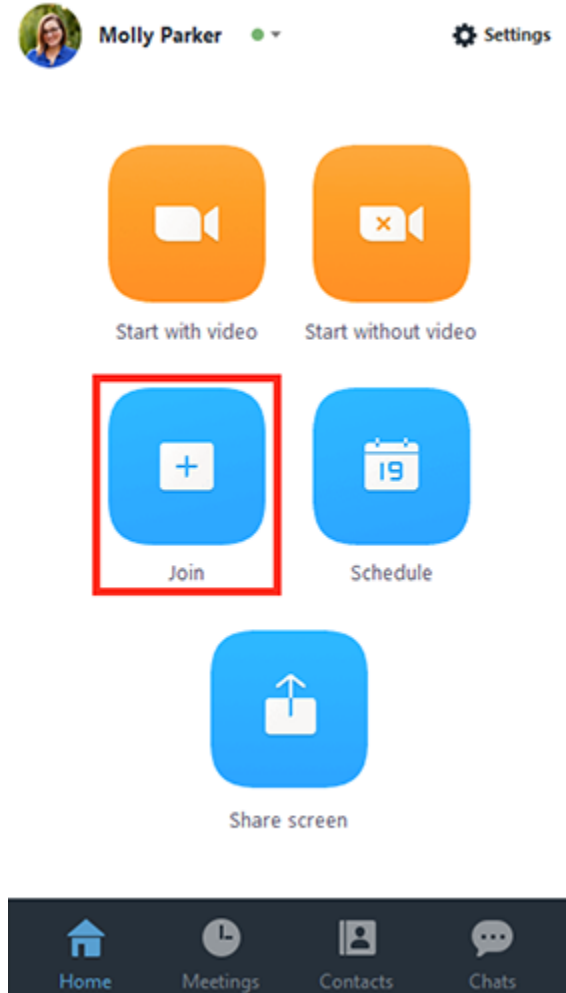 Molly Parker
Settings
Start with video
Start without video
Join
19
Schedule
Share screen
Home
Meetings
Contacts
Chats